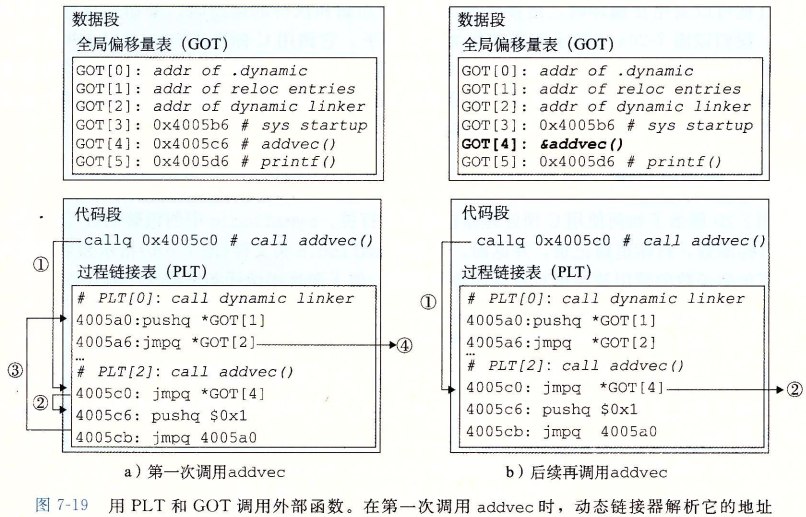 数据段
全局偏移量表（GOT）
GOT[0]: addr of .dynamic
GOT[1]: addr of reloc entries
GOT[2]: addr of dynamic linker
GOT[3]: 0x4005b6 # sys startup
GOT[4]: 0x4005c6 # addvec()
GOT[5]: 0x4005d6 # printf()
代码段
callq 0x4005c0 # call addvec()
①
过程链接表（PLT）
# PLT[0]: call dynamic linker
4005a0:pushq *GOT[1]
4005a6:jmpq *GOT[2]
④
…
③
# PLT[2]: call addvec()
4005c0: jmpq *GOT[4]
②
4005c6: pushq $0x1
4005cb: jmpq 4005a0
a）第一次调用addvec
数据段
全局偏移量表（GOT）
GOT[0]: addr of .dynamic
GOT[1]: addr of reloc entries
GOT[2]: addr of dynamic linker
GOT[3]: 0x4005b6 # sys startup
GOT[4]: &addvec()
GOT[5]: 0x4005d6 # printf()
代码段
callq 0x4005c0 # call addvec()
过程链接表（PLT）
①
# PLT[0]: call dynamic linker
4005a0:pushq *GOT[1]
4005a6:jmpq *GOT[2]
…
# PLT[2]: call addvec()
4005c0: jmpq *GOT[4]
②
4005c6: pushq $0x1
4005cb: jmpq 4005a0
b）后续再调用addvec
图 7-19 用 PLT 和 GOT 调用外部函数。在第一次调用 addvec 时，动态链接器解析它的地址